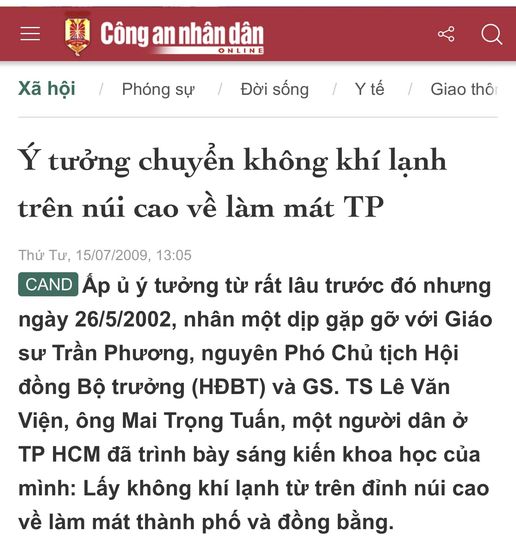 Công an nhân dân
ONLINE
Xã hội / Phóng sự / Đời sống / Y tế / Giao thôn
Ý tưởng chuyển không khí lạnh
trên núi cao về làm mát TP
Thứ Tư, 15/07/2009, 13:05
CAND Ấp ủ ý tưởng từ rất lâu trước đó nhưng
ngày 26/5/2002, nhân một dịp gặp gỡ với Giáo
sư Trần Phương, nguyên Phó Chủ tịch Hội
đồng Bộ trưởng (HĐBT) và GS. TS Lê Văn
Viện, ông Mai Trọng Tuấn, một người dân ở
TP HCM đã trình bày sáng kiến khoa học của
mình: Lấy không khí lạnh từ trên đỉnh núi cao
về làm mát thành phố và đồng bằng.